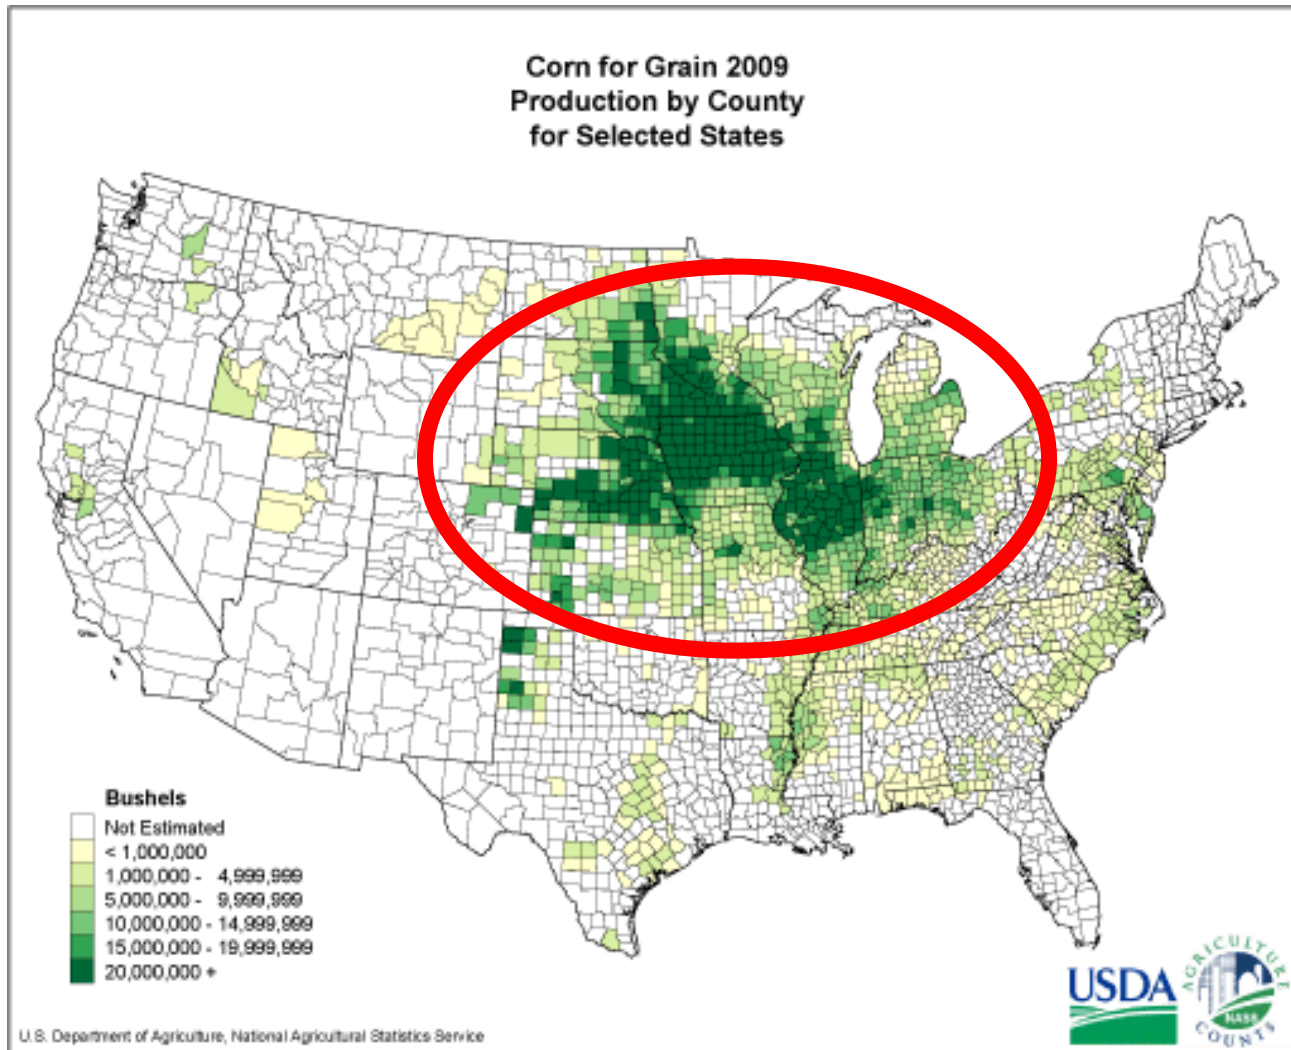 Corn for Grain 2009
Production by County
for Selected States
Bushels
Not Estimated
< 1,000,000
1,000,000 - 4,999,999
5,000,000 - 9,999,999
10,000,000 - 14,999,999
15,000,000 - 19,999,999
20,000,000 +
USDA
AGRICULTURE
NASS
COUNTS
U.S. Department of Agriculture, National Agricultural Statistics Service